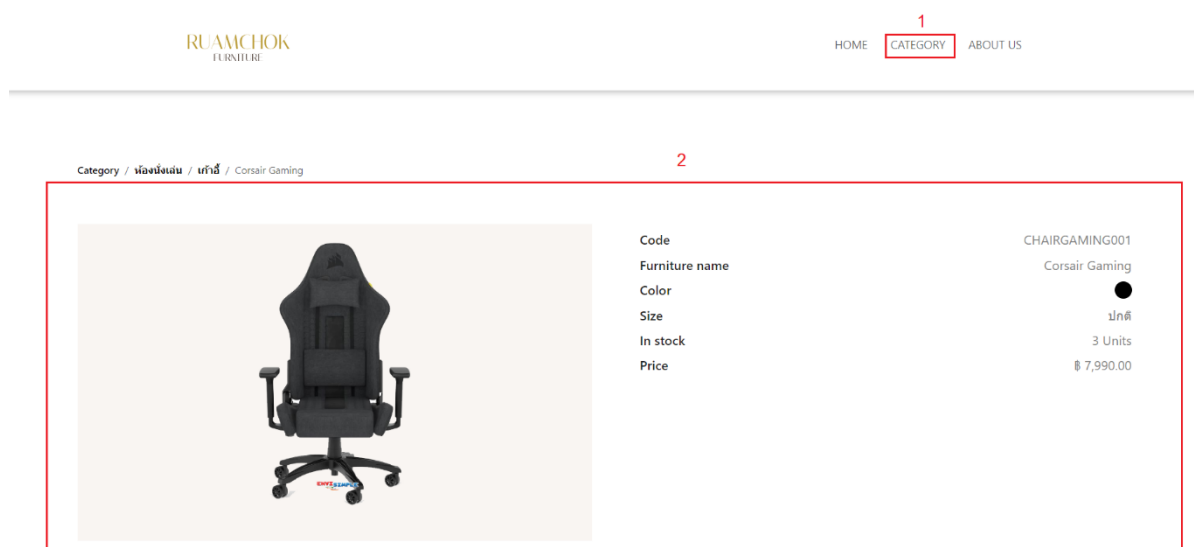 1
RUAMCHOK
FURNITURE
HOME CATEGORY ABOUT US
2
Category / ห้องนั่งเล่น / เก้าอี้ / Corsair Gaming
Code CHAIRGAMING001
Furniture name Corsair Gaming
Color
Size ปกติ
In stock 3 Units
Price ฿ 7,990.00